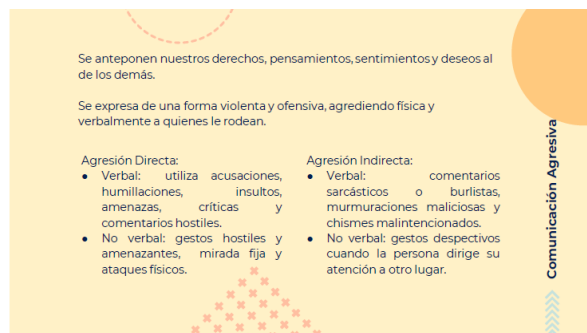 Se anteponen nuestros derechos, pensamientos, sentimientos y deseos al
de los demás.
Se expresa de una forma violenta y ofensiva, agrediendo física y
verbalmente a quienes le rodean.
Agresión Directa:
● Verbal: utiliza acusaciones,
humillaciones, insultos,
amenazas, críticas y
comentarios hostiles.
● No verbal: gestos hostiles y
amenazantes, mirada fija y
ataques físicos.
Agresión Indirecta:
● Verbal: comentarios
sarcásticos o burlistas,
murmuraciones maliciosas y
chismes malintencionados.
● No verbal: gestos despectivos
cuando la persona dirige su
atención a otro lugar.
Comunicación Agresiva